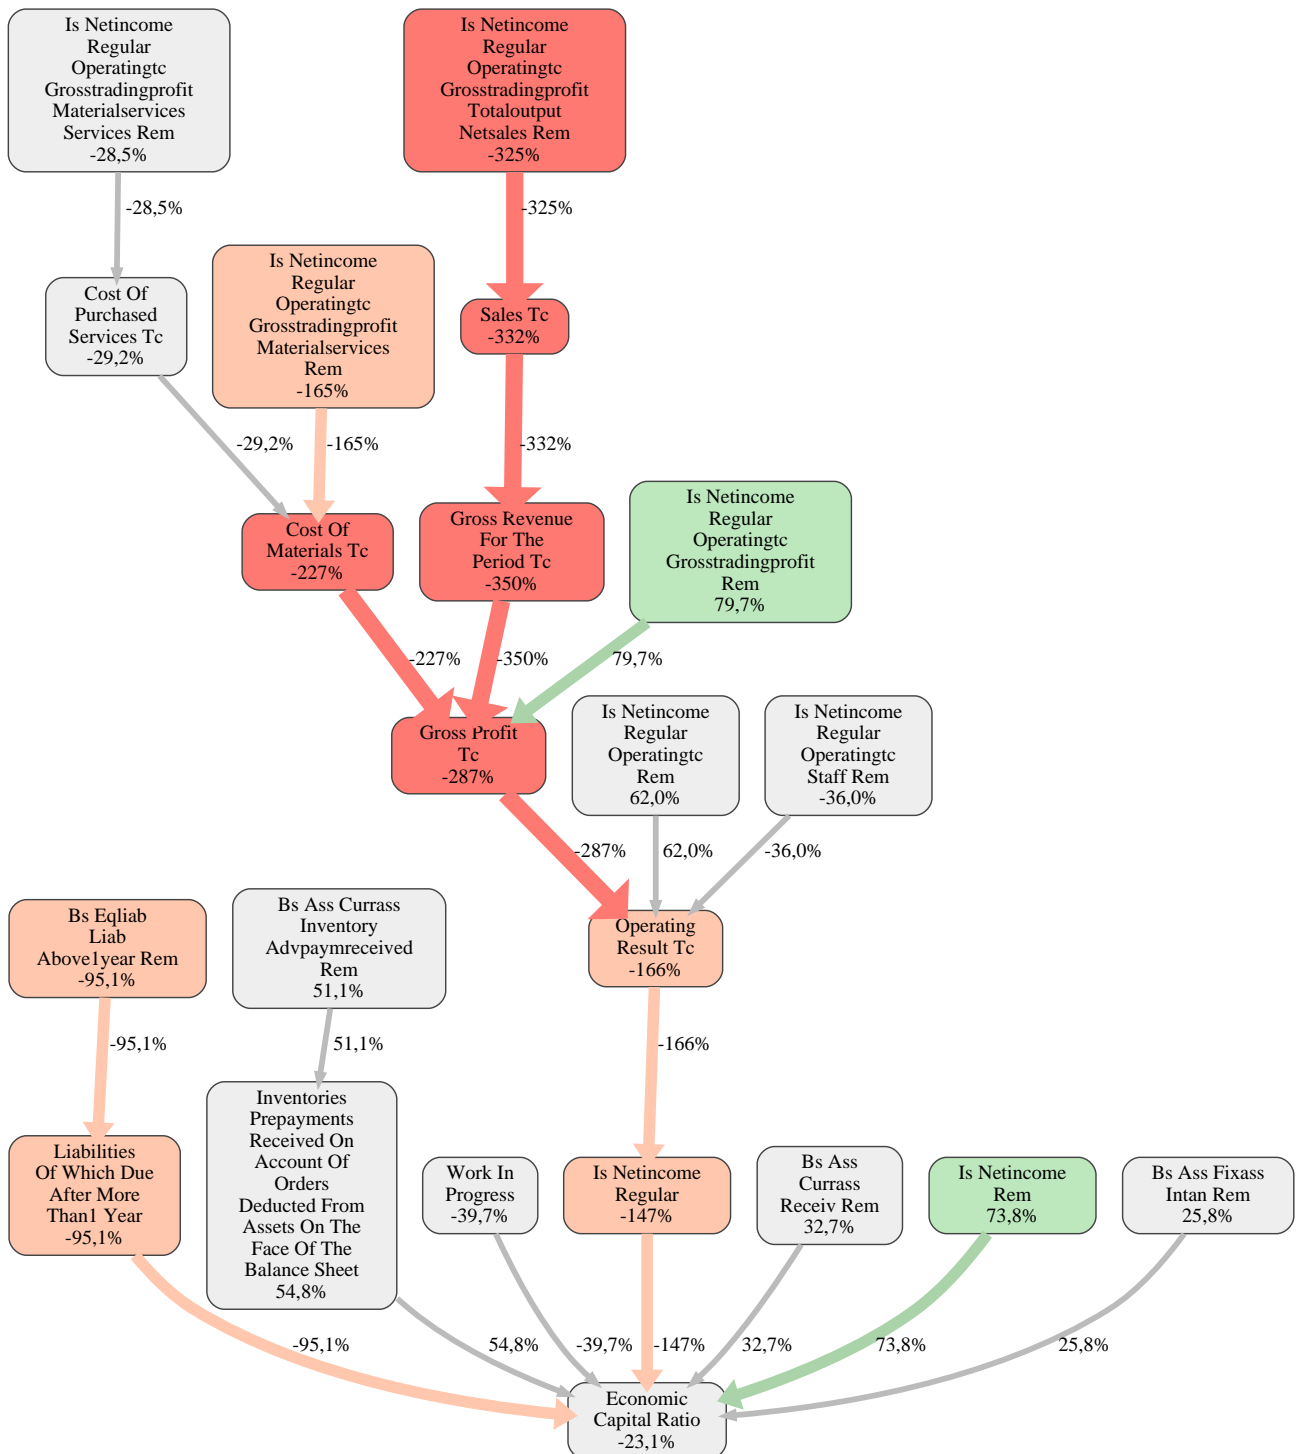 Is Netincome
Regular
Operatingtc
Grosstradingprofit
Materialservices
Services Rem
-28,5%
Is Netincome
Regular
Operatingtc
Grosstradingprofit
Totaloutput
Netsales Rem
-325%
-28,5%
-325%
Cost Of
Purchased
Services Tc
-29,2%
Is Netincome
Regular
Operatingtc
Grosstradingprofit
Materialservices
Rem
-165%
Sales Tc
-332%
-29,2%
-165%
-332%
Cost Of
Materials Tc
-227%
Gross Revenue
For The
Period Tc
-350%
Is Netincome
Regular
Operatingtc
Grosstradingprofit
Rem
79,7%
-227%
-350%
79,7%
Gross Profit
Tc
-287%
Is Netincome
Regular
Operatingtc
Rem
62,0%
Is Netincome
Regular
Operatingtc
Staff Rem
-36,0%
-287%
62,0%
-36,0%
Bs Eqliab
Liab
Above1year Rem
-95,1%
Bs Ass Currass
Inventory
Advpaymreceived
Rem
51,1%
Operating
Result Tc
-166%
-95,1%
51,1%
-166%
Liabilities
Of Which Due
After More
Than1 Year
-95,1%
Inventories
Prepayments
Received On
Account Of
Orders
Deducted From
Assets On The
Face Of The
Balance Sheet
54,8%
Work In
Progress
-39,7%
Is Netincome
Regular
-147%
Bs Ass
Currass
Receiv Rem
32,7%
Is Netincome
Rem
73,8%
Bs Ass Fixass
Intan Rem
25,8%
-95,1%
54,8%
-39,7%
-147%
32,7%
73,8%
25,8%
Economic
Capital Ratio
-23,1%